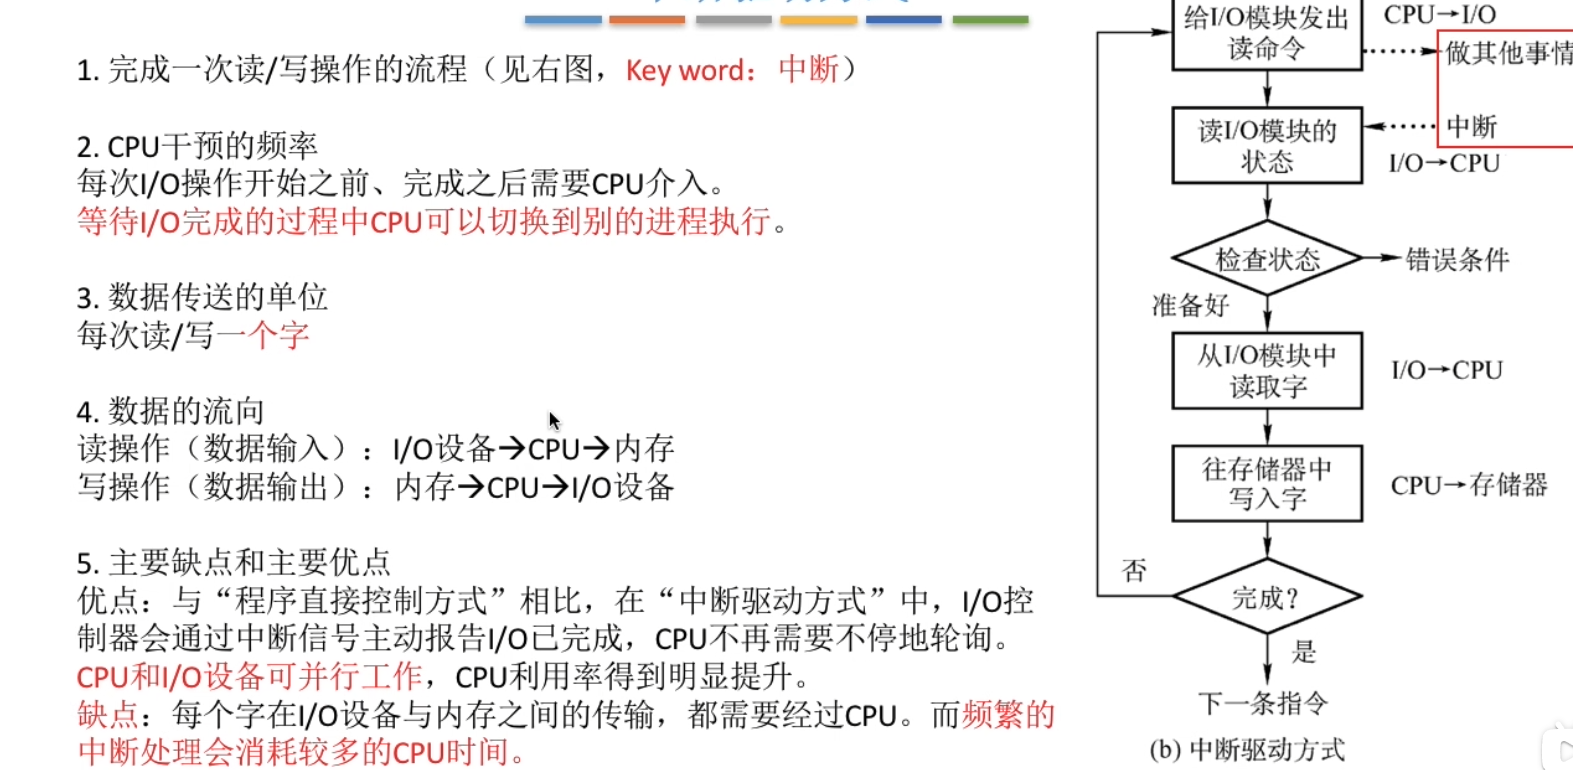 1. 完成一次读/写操作的流程（见右图，Key word：中断）
2. CPU干预的频率
每次I/O操作开始之前、完成之后需要CPU介入。
等待I/O完成的过程中CPU可以切换到别的进程执行。
3. 数据传送的单位
每次读/写一个字
4. 数据的流向
读操作（数据输入）：I/O设备→CPU→内存
写操作（数据输出）：内存→CPU→I/O设备
5. 主要缺点和主要优点
优点：与“程序直接控制方式”相比，在“中断驱动方式”中，I/O控
制器会通过中断信号主动报告I/O已完成，CPU不再需要不停地轮询。
CPU和I/O设备可并行工作，CPU利用率得到明显提升。
缺点：每个字在I/O设备与内存之间的传输，都需要经过CPU。而频繁的
中断处理会消耗较多的CPU时间。
给I/O模块发出
读命令
CPU→I/O
做其他事情
读I/O模块的
状态
中断
I/O→CPU
检查状态
错误条件
准备好
从I/O模块中
读取字
I/O→CPU
往存储器中
写入字
CPU→存储器
否
完成？
是
下一条指令
(b) 中断驱动方式